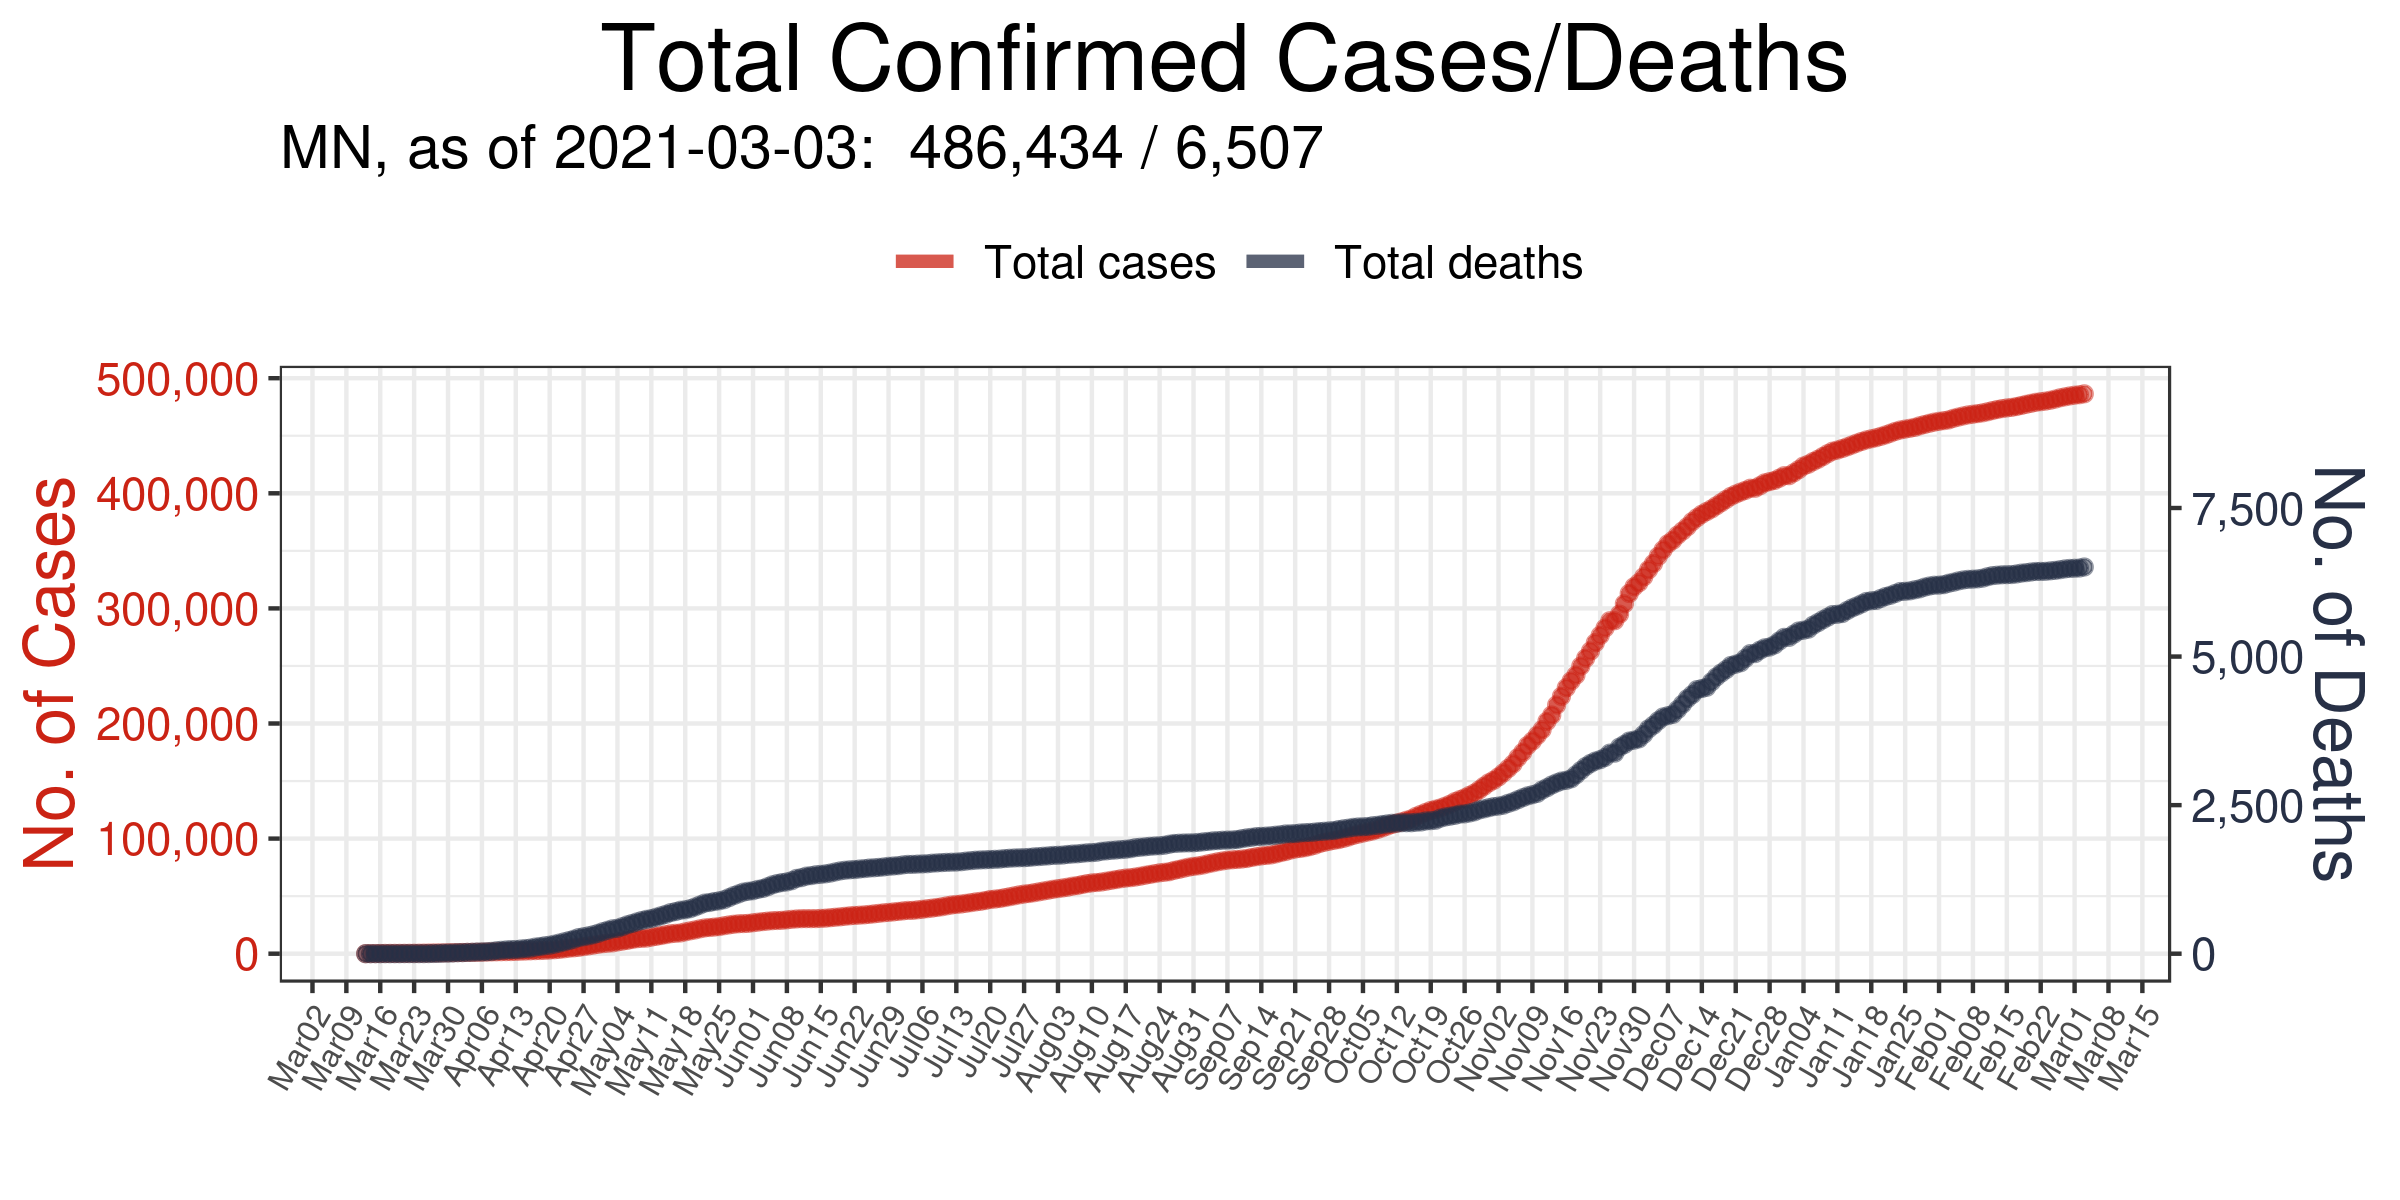 Total Confirmed Cases/Deaths
MN, as of 2021-03-03:  486,434 / 6,507
Total cases
Total deaths
No. of Cases
500,000
400,000
300,000
200,000
100,000
0
7,500
5,000
2,500
0
No. of Deaths
Mar02
Mar09
Mar16
Mar23
Mar30
Apr06
Apr13
Apr20
Apr27
May04
May11
May18
May25
Jun01
Jun08
Jun15
Jun22
Jun29
Jul06
Jul13
Jul20
Jul27
Aug03
Aug10
Aug17
Aug24
Aug31
Sep07
Sep14
Sep21
Sep28
Oct05
Oct12
Oct19
Oct26
Nov02
Nov09
Nov16
Nov23
Nov30
Dec07
Dec14
Dec21
Dec28
Jan04
Jan11
Jan18
Jan25
Feb01
Feb08
Feb15
Feb22
Mar01
Mar08
Mar15